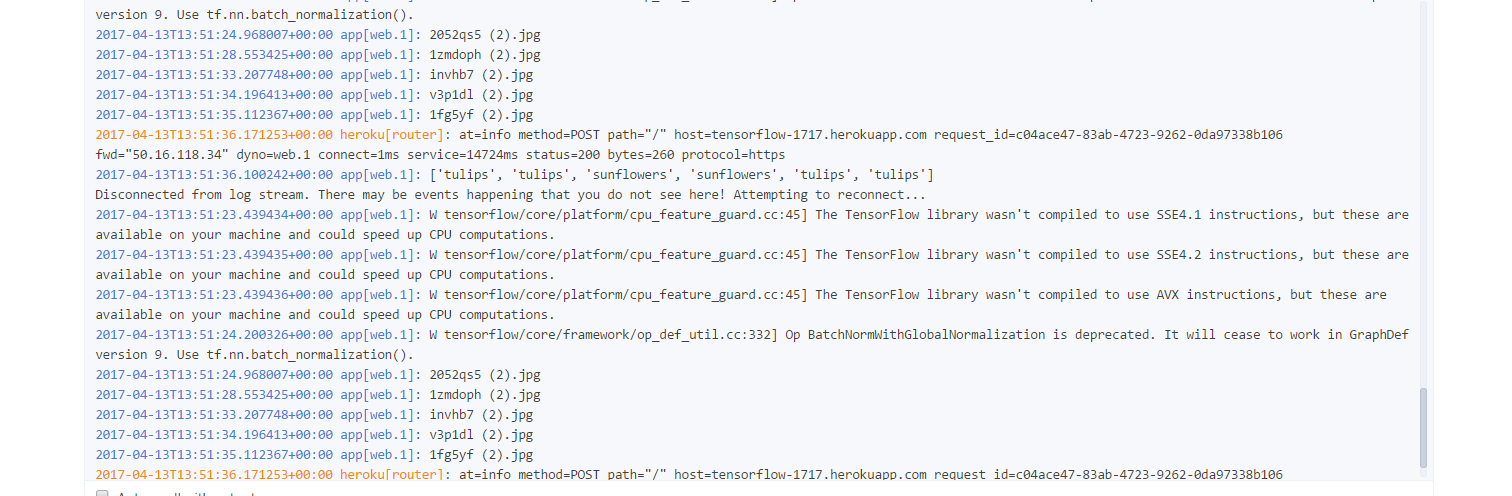 version 9. Use tf.nn.batch_normalization().
2017-04-13T13:51:24.968007+00:00 app[web.1]: 2052qs5 (2).jpg
2017-04-13T13:51:28.553425+00:00 app[web.1]: 1zmdoph (2).jpg
2017-04-13T13:51:33.207748+00:00 app[web.1]: invhb7 (2).jpg
2017-04-13T13:51:34.196413+00:00 app[web.1]: v3p1dl (2).jpg
2017-04-13T13:51:35.112367+00:00 app[web.1]: 1fg5yf (2).jpg
2017-04-13T13:51:36.171253+00:00 heroku[router]: at=info method=POST path="/" host=tensorflow-1717.herokuapp.com request_id=c04ace47-83ab-4723-9262-0da97338b106
fwd="50.16.118.34" dyno=web.1 connect=1ms service=14724ms status=200 bytes=260 protocol=https
2017-04-13T13:51:36.100242+00:00 app[web.1]: ['tulips', 'tulips', 'sunflowers', 'sunflowers', 'tulips', 'tulips']
Disconnected from log stream. There may be events happening that you do not see here! Attempting to reconnect...
2017-04-13T13:51:23.439434+00:00 app[web.1]: W tensorflow/core/platform/cpu_feature_guard.cc:45] The TensorFlow library wasn't compiled to use SSE4.1 instructions, but these are
available on your machine and could speed up CPU computations.
2017-04-13T13:51:23.439435+00:00 app[web.1]: W tensorflow/core/platform/cpu_feature_guard.cc:45] The TensorFlow library wasn't compiled to use SSE4.2 instructions, but these are
available on your machine and could speed up CPU computations.
2017-04-13T13:51:23.439436+00:00 app[web.1]: W tensorflow/core/platform/cpu_feature_guard.cc:45] The TensorFlow library wasn't compiled to use AVX instructions, but these are
available on your machine and could speed up CPU computations.
2017-04-13T13:51:24.200326+00:00 app[web.1]: W tensorflow/core/framework/op_def_util.cc:332] Op BatchNormWithGlobalNormalization is deprecated. It will cease to work in GraphDef
version 9. Use tf.nn.batch_normalization().
2017-04-13T13:51:24.968007+00:00 app[web.1]: 2052qs5 (2).jpg
2017-04-13T13:51:28.553425+00:00 app[web.1]: 1zmdoph (2).jpg
2017-04-13T13:51:33.207748+00:00 app[web.1]: invhb7 (2).jpg
2017-04-13T13:51:34.196413+00:00 app[web.1]: v3p1dl (2).jpg
2017-04-13T13:51:35.112367+00:00 app[web.1]: 1fg5yf (2).jpg
2017-04-13T13:51:36.171253+00:00 heroku[router]: at=info method=POST path="/" host=tensorflow-1717.herokuapp.com request_id=c04ace47-83ab-4723-9262-0da97338b106